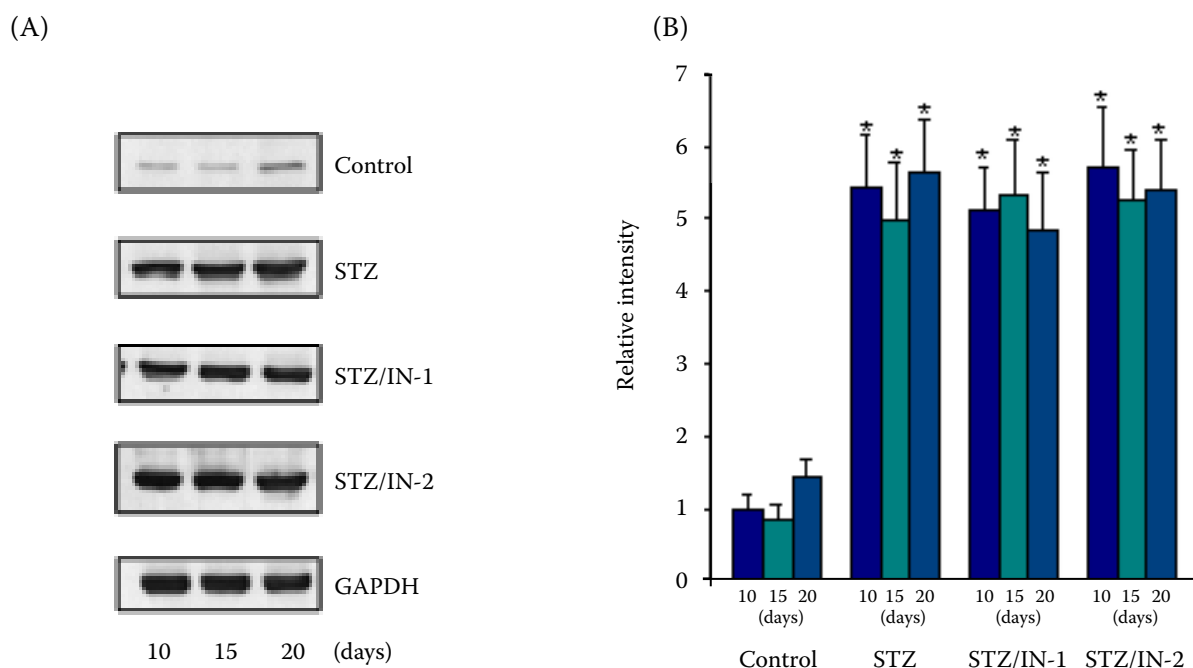 (A)
Control
STZ
STZ/IN-1
STZ/IN-2
GAPDH
10 15 20 (days)
(B)
Relative intensity
7
6
5
4
3
2
1
0
* * * * * * * * *
10 15 20 10 15 20 10 15 20 10 15 20
(days) (days) (days) (days)
Control STZ STZ/IN-1 STZ/IN-2